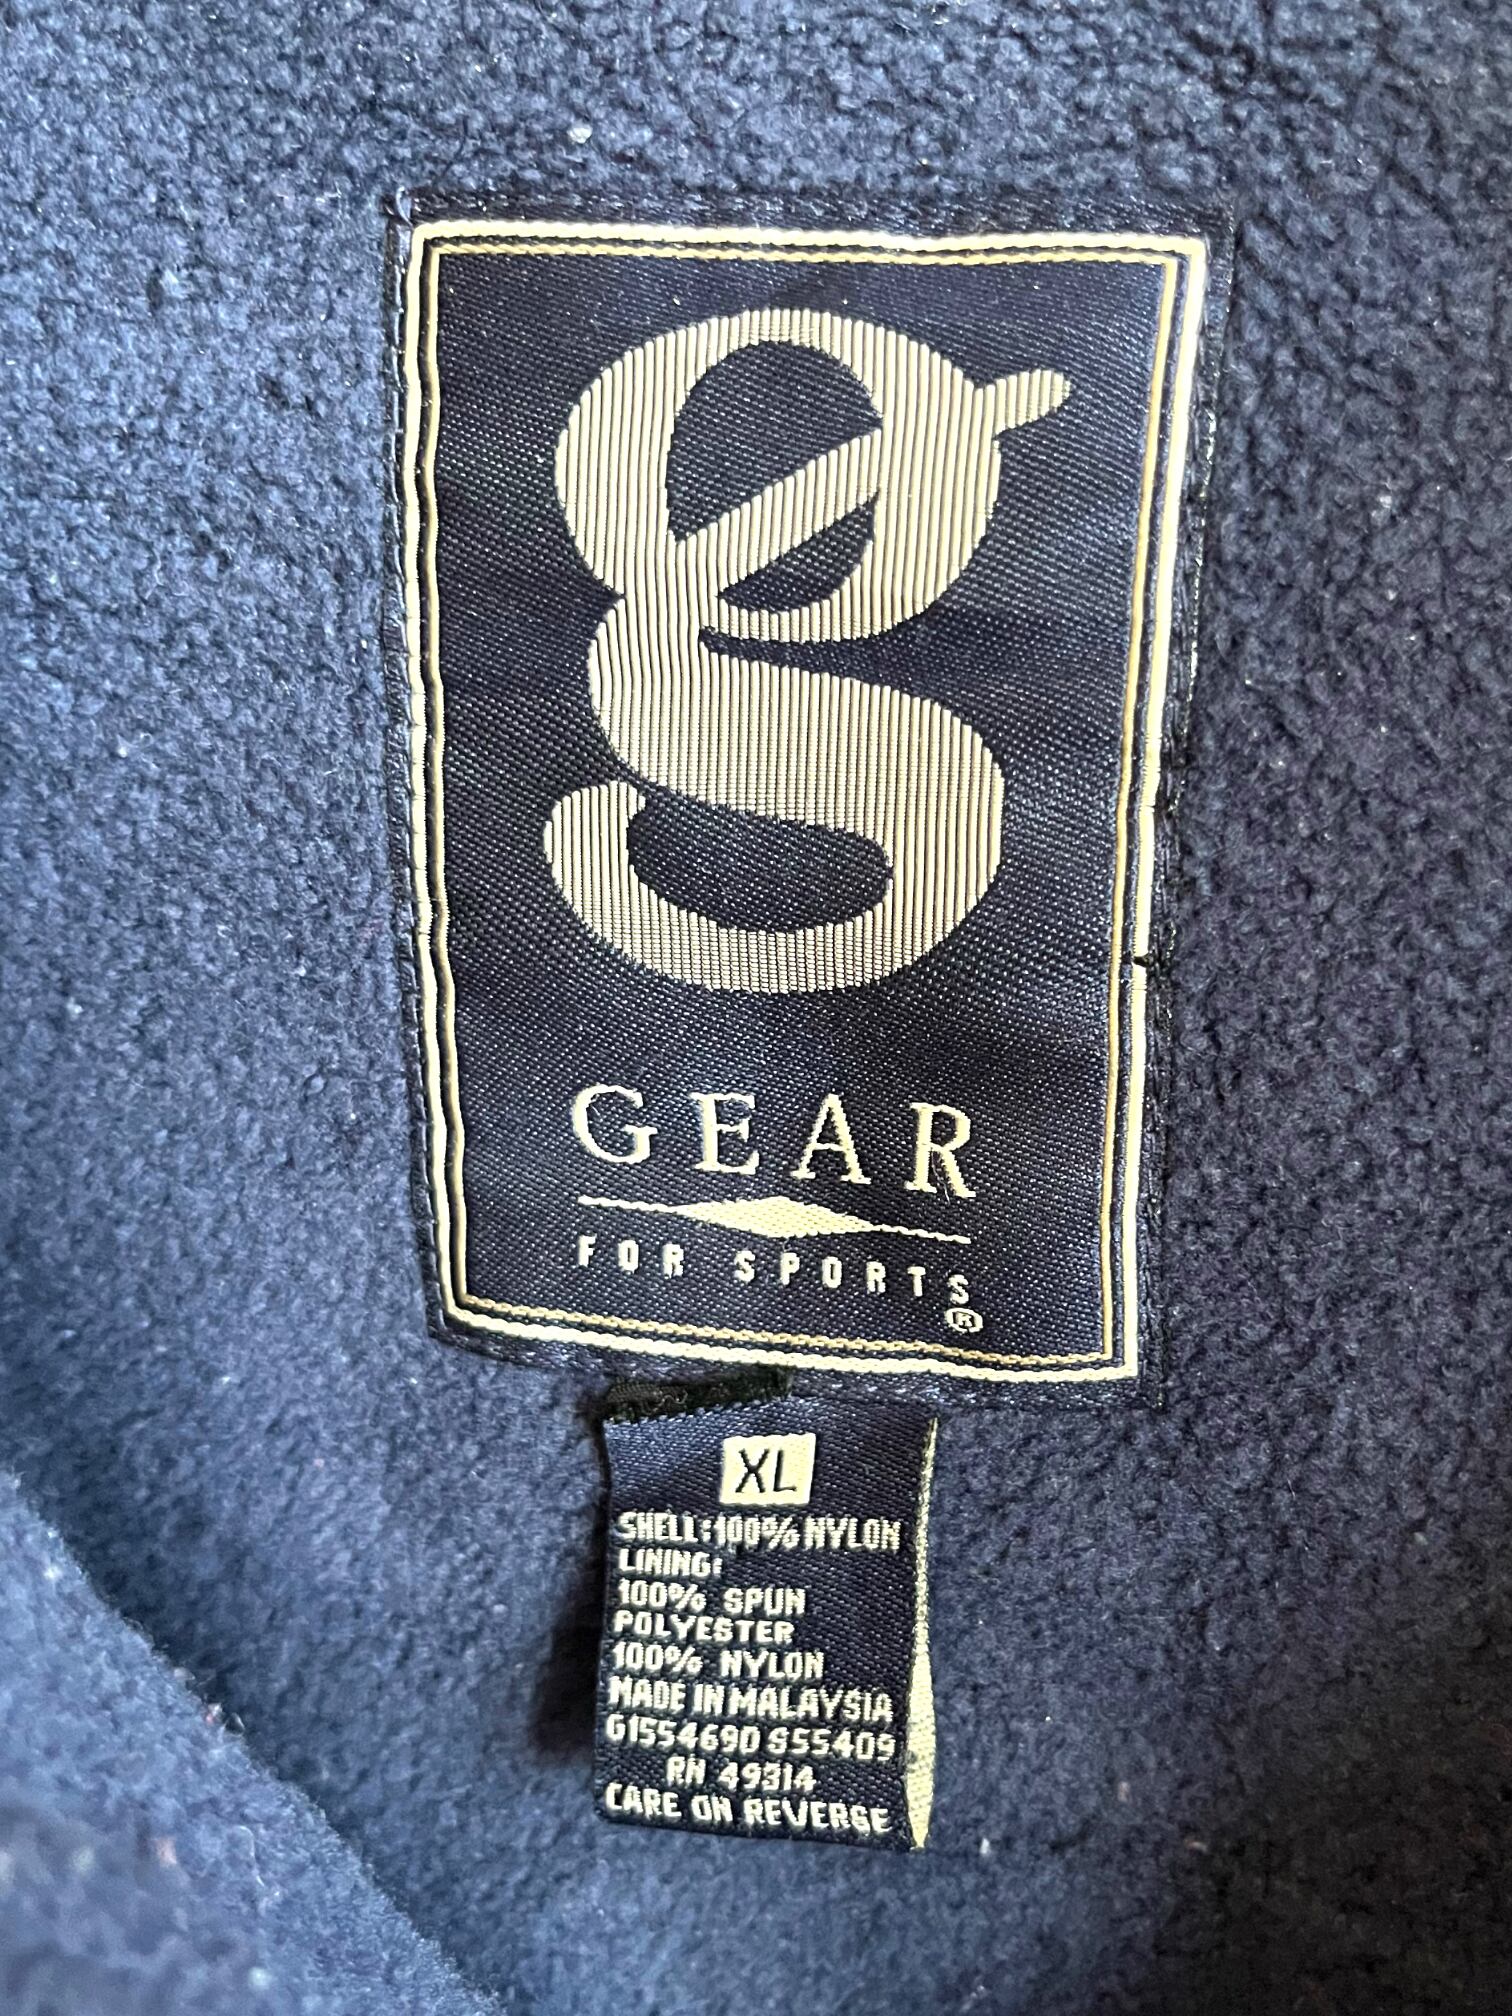 g
GEAR
FOR SPORTS®
XL
SHELL: 100% NYLON
LINING:
100% SPUN
POLYESTER
100% NYLON
MADE IN MALAYSIA
G155469D S55409
RN 49314
CARE ON REVERSE